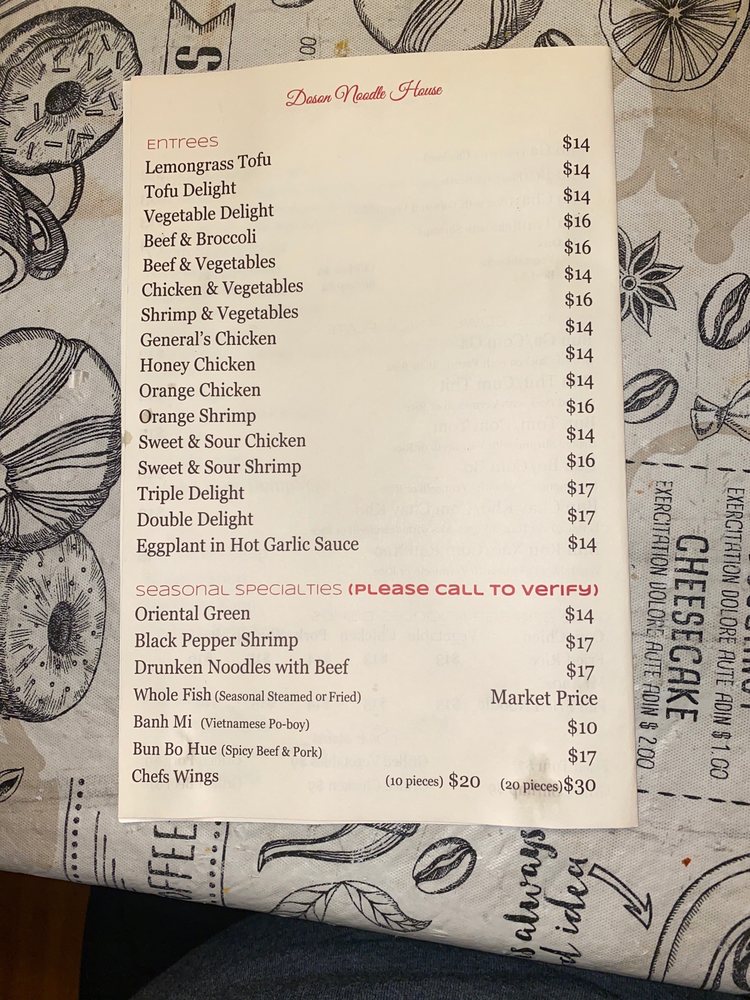 Doson Noodle House
Entrees
Lemongrass Tofu $14
Tofu Delight $14
Vegetable Delight $14
Beef & Broccoli $16
Beef & Vegetables $16
Chicken & Vegetables $14
Shrimp & Vegetables $16
General's Chicken $14
Honey Chicken $14
Orange Chicken $14
Orange Shrimp $16
Sweet & Sour Chicken $14
Sweet & Sour Shrimp $16
Triple Delight $17
Double Delight $17
Eggplant in Hot Garlic Sauce $14
Seasonal Specialties (Please call to verify)
Oriental Green $14
Black Pepper Shrimp $17
Drunken Noodles with Beef $17
Whole Fish (Seasonal Steamed or Fried) Market Price
Banh Mi (Vietnamese Po-boy) $10
Bun Bo Hue (Spicy Beef & Pork) $17
Chefs Wings (10 pieces) $20 (20 pieces)$30
EXERCITATION DOLORE AUTE ADIN $1.00
CHEESECAKE
EXERCITATION DOLORE AUTE ADIN $ 2.00
always
idea